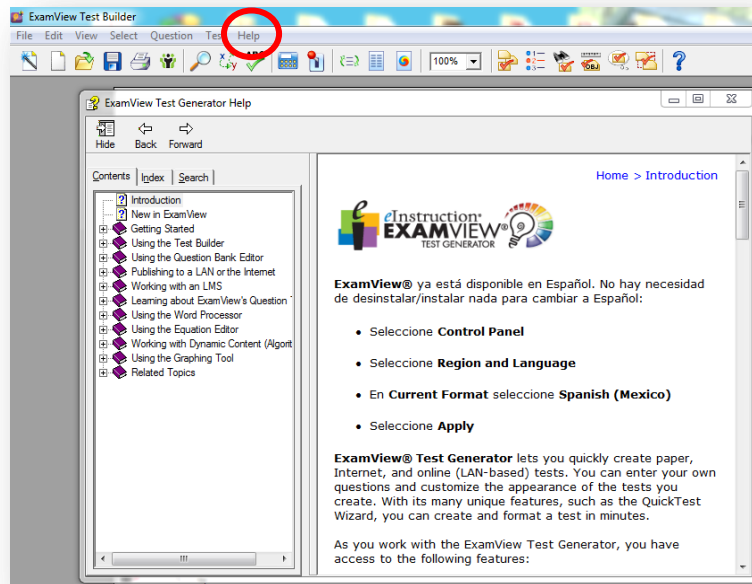 ExamView Test Builder
File Edit View Select Question Te Help
100%
ExamView Test Generator Help
Hide Back Forward
Contents Index Search
Introduction
New in ExamView
Getting Started
Using the Test Builder
Using the Question Bank Editor
Publishing to a LAN or the Internet
Working with an LMS
Learning about ExamView's Question
Using the Word Processor
Using the Equation Editor
Working with Dynamic Content (Algorit
Using the Graphing Tool
Related Topics
Home > Introduction
eInstruction®
EXAMVIEW®
TEST GENERATOR
ExamView® ya está disponible en Español. No hay necesidad
de desinstalar/instalar nada para cambiar a Español:
• Seleccione Control Panel
• Seleccione Region and Language
• En Current Format seleccione Spanish (Mexico)
• Seleccione Apply
ExamView® Test Generator lets you quickly create paper,
Internet, and online (LAN-based) tests. You can enter your own
questions and customize the appearance of the tests you
create. With its many unique features, such as the QuickTest
Wizard, you can create and format a test in minutes.
As you work with the ExamView Test Generator, you have
access to the following features: